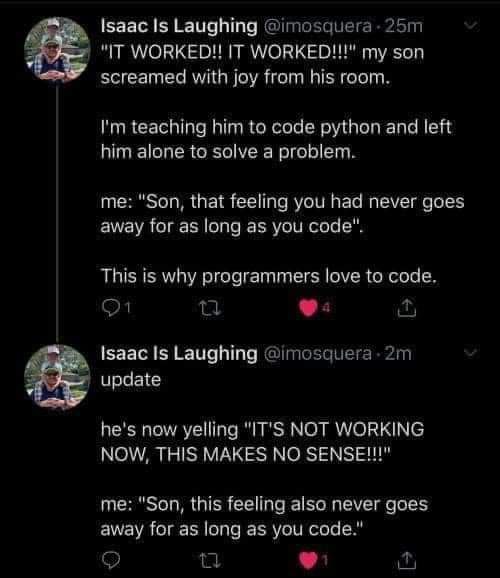 Isaac Is Laughing @imosquera · 25m
"IT WORKED!! IT WORKED!!!" my son
screamed with joy from his room.
I'm teaching him to code python and left
him alone to solve a problem.
me: "Son, that feeling you had never goes
away for as long as you code".
This is why programmers love to code.
1 4
Isaac Is Laughing @imosquera · 2m
update
he's now yelling "IT'S NOT WORKING
NOW, THIS MAKES NO SENSE!!!"
me: "Son, this feeling also never goes
away for as long as you code."
1